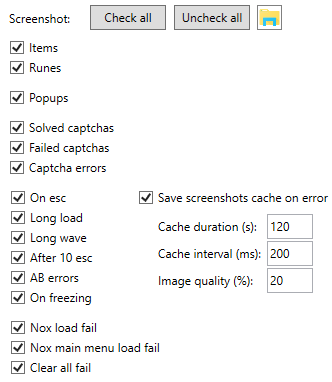 Screenshot: Check all Uncheck all
Items
Runes
Popups
Solved captchas
Failed captchas
Captcha errors
On esc Save screenshots cache on error
Long load Cache duration (s): 120
Long wave
After 10 esc Cache interval (ms): 200
AB errors Image quality (%): 20
On freezing
Nox load fail
Nox main menu load fail
Clear all fail